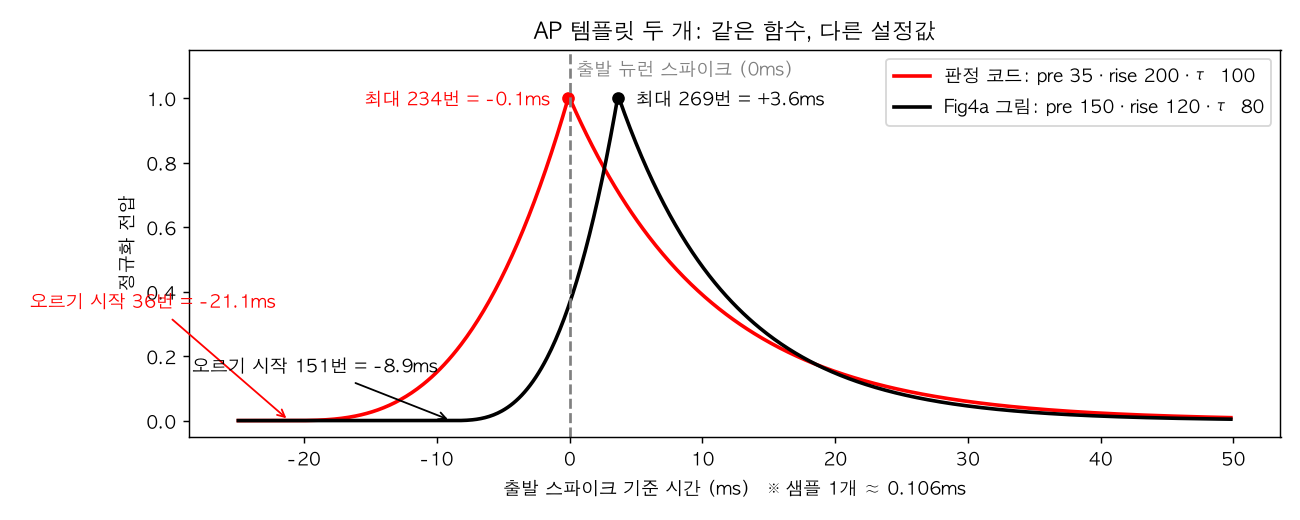 AP 템플릿 두 개: 같은 함수, 다른 설정값
출발 뉴런 스파이크 (0ms)
판정 코드: pre 35 · rise 200 · τ 100
Fig4a 그림: pre 150 · rise 120 · τ 80
최대 234번 = -0.1ms
최대 269번 = +3.6ms
오르기 시작 36번 = -21.1ms
오르기 시작 151번 = -8.9ms
정규화 전압
1.0
0.8
0.6
0.4
0.2
0.0
-20 -10 0 10 20 30 40 50
출발 스파이크 기준 시간 (ms) ※ 샘플 1개 ≈ 0.106ms